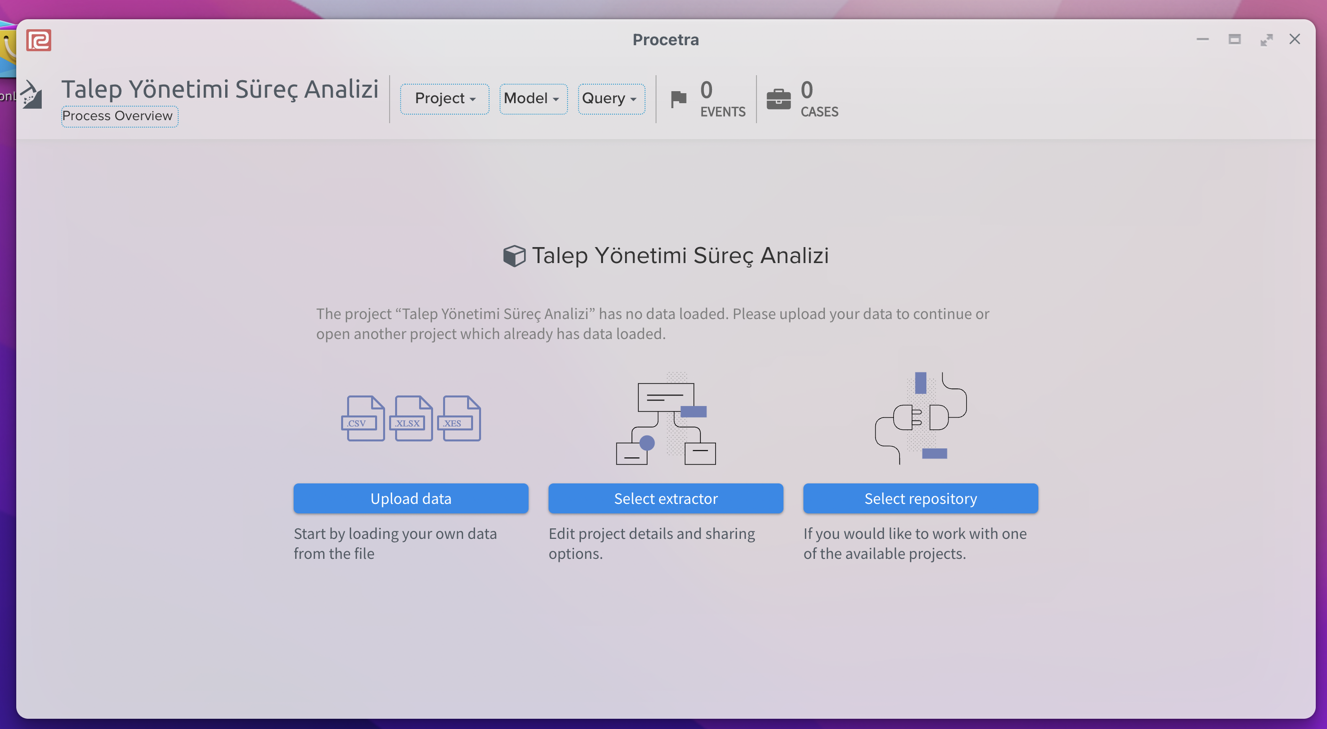 Procetra
Talep Yönetimi Süreç Analizi
Process Overview
Project
Model
Query
0
EVENTS
0
CASES
Talep Yönetimi Süreç Analizi
The project “Talep Yönetimi Süreç Analizi” has no data loaded. Please upload your data to continue or
open another project which already has data loaded.
.CSV
.XLSX
.XES
Upload data
Select extractor
Select repository
Start by loading your own data
from the file
Edit project details and sharing
options.
If you would like to work with one
of the available projects.